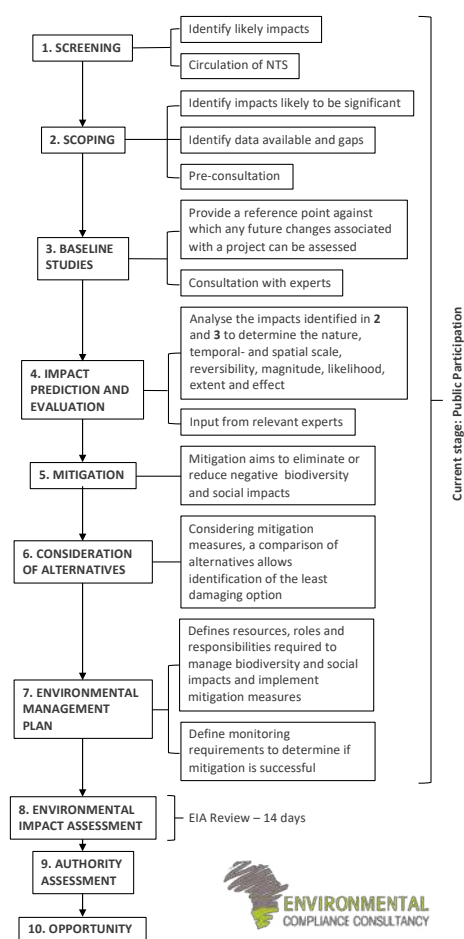 1. SCREENING
Identify likely impacts
Circulation of NTS
2. SCOPING
Identify impacts likely to be significant
Identify data available and gaps
Pre-consultation
3. BASELINE
STUDIES
Provide a reference point against
which any future changes associated
with a project can be assessed
Consultation with experts
4. IMPACT
PREDICTION AND
EVALUATION
Analyse the impacts identified in 2
and 3 to determine the nature,
temporal- and spatial scale,
reversibility, magnitude, likelihood,
extent and effect
Input from relevant experts
5. MITIGATION
Mitigation aims to eliminate or
reduce negative biodiversity
and social impacts
6. CONSIDERATION
OF ALTERNATIVES
Considering mitigation
measures, a comparison of
alternatives allows
identification of the least
damaging option
7. ENVIRONMENTAL
MANAGEMENT
PLAN
Defines resources, roles and
responsibilities required to
manage biodiversity and social
impacts and implement
mitigation measures
Define monitoring
requirements to determine if
mitigation is successful
Current stage: Public Participation
8. ENVIRONMENTAL
IMPACT ASSESSMENT
EIA Review – 14 days
9. AUTHORITY
ASSESSMENT
10. OPPORTUNITY
ENVIRONMENTAL
COMPLIANCE CONSULTANCY